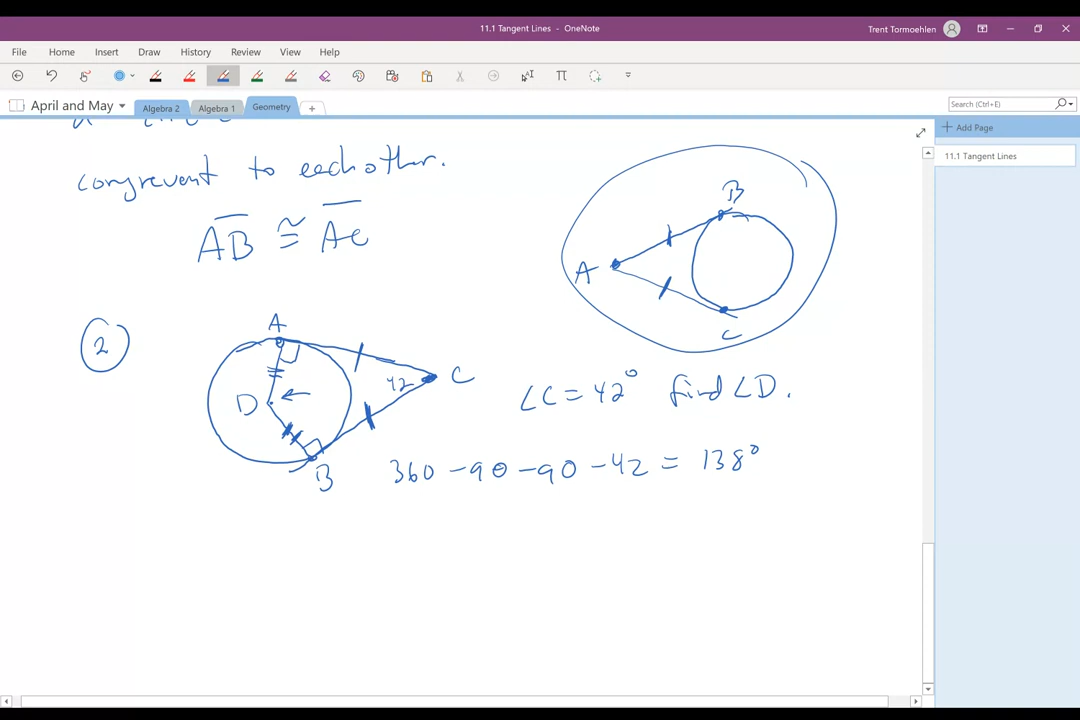 11.1 Tangent Lines - OneNote
Trent Tormoehlen
File Home Insert Draw History Review View Help
April and May
Algebra 2
Algebra 1
Geometry
Search (Ctrl+E)
Add Page
11.1 Tangent Lines
congruent to each other.
AB ≅ AC
B
A
C
2
A
D
42
C
B
∠C = 42° find ∠D.
360 - 90 - 90 - 42 = 138°